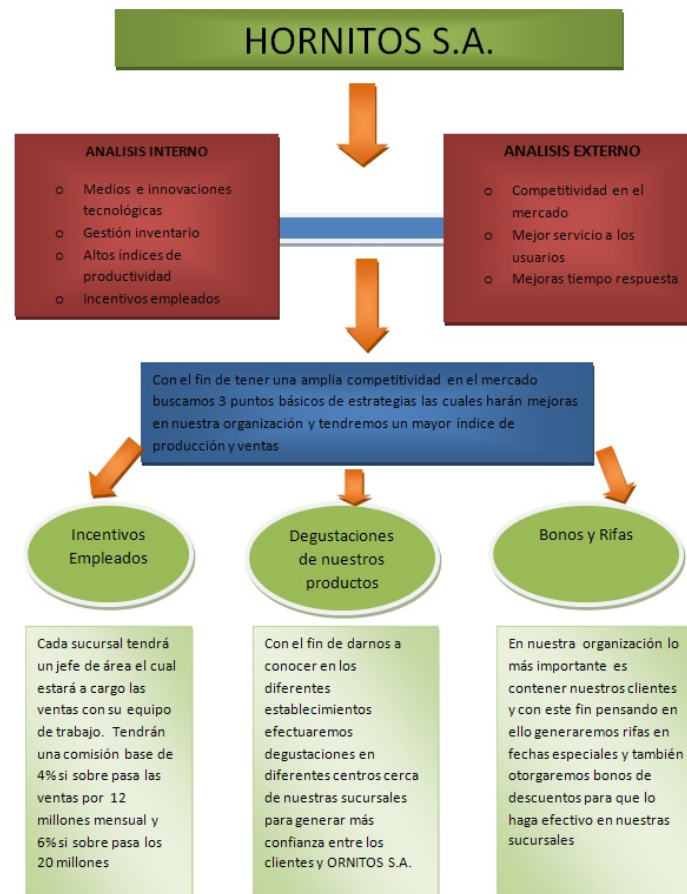 HORNITOS S.A.
ANALISIS INTERNO
o Medios e innovaciones
tecnológicas
o Gestión inventario
o Altos índices de
productividad
o Incentivos empleados
ANALISIS EXTERNO
o Competitividad en el
mercado
o Mejor servicio a los
usuarios
o Mejoras tiempo respuesta
Con el fin de tener una amplia competitividad en el mercado
buscamos 3 puntos básicos de estrategias las cuales harán mejoras
en nuestra organización y tendremos un mayor índice de
producción y ventas
Incentivos
Empleados
Degustaciones
de nuestros
productos
Bonos y Rifas
Cada sucursal tendrá
un jefe de área el cual
estará a cargo las
ventas con su equipo
de trabajo. Tendrán
una comisión base de
4% si sobre pasa las
ventas por 12
millones mensual y
6% si sobre pasa los
20 millones
Con el fin de darnos a
conocer en los
diferentes
establecimientos
efectuaremos
degustaciones en
diferentes centros cerca
de nuestras sucursales
para generar más
confianza entre los
clientes y ORNITOS S.A.
En nuestra organización lo
más importante es
contener nuestros clientes
y con este fin pensando en
ello generaremos rifas en
fechas especiales y también
otorgaremos bonos de
descuentos para que lo
haga efectivo en nuestras
sucursales